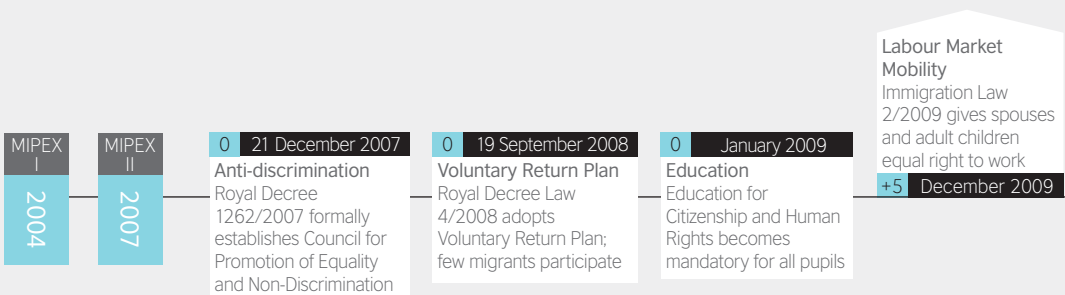 MIPEX
I
2004
MIPEX
II
2007
0 21 December 2007
Anti-discrimination
Royal Decree
1262/2007 formally
establishes Council for
Promotion of Equality
and Non-Discrimination
0 19 September 2008
Voluntary Return Plan
Royal Decree Law
4/2008 adopts
Voluntary Return Plan;
few migrants participate
0 January 2009
Education
Education for
Citizenship and Human
Rights becomes
mandatory for all pupils
Labour Market
Mobility
Immigration Law
2/2009 gives spouses
and adult children
equal right to work
+5 December 2009